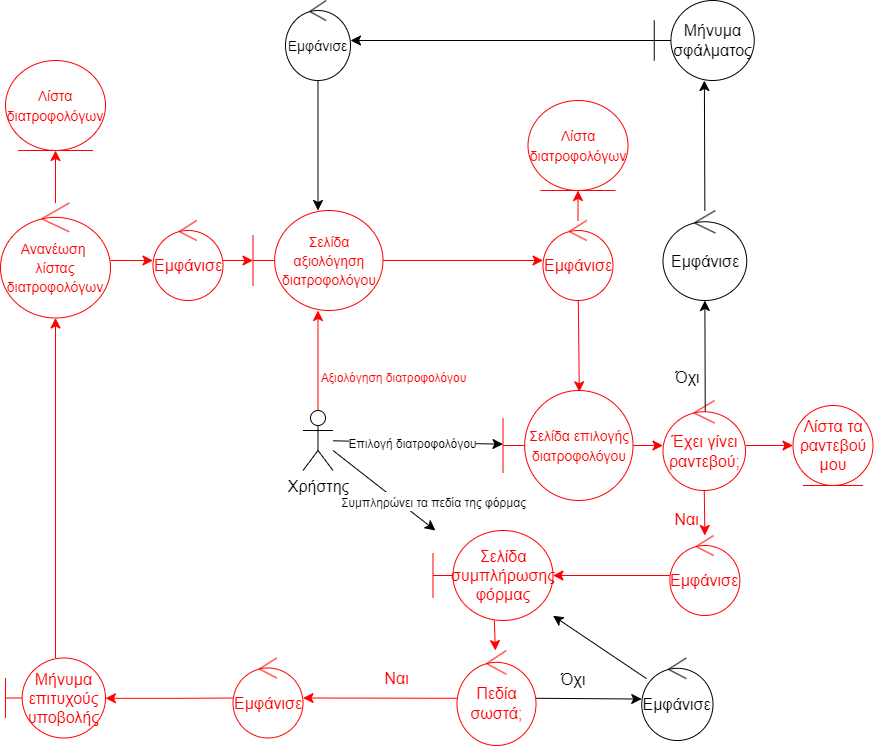 Μήνυμα
σφάλματος
Εμφάνισε
Λίστα
διατροφολόγων
Λίστα
διατροφολόγων
Ανανέωση
λίστας
διατροφολόγων
Εμφάνισε
Σελίδα
αξιολόγηση
διατροφολόγου
Εμφάνισε
Εμφάνισε
Αξιολόγηση διατροφολόγου
Όχι
Επιλογή διατροφολόγου
Σελίδα επιλογής
διατροφολόγου
Έχει γίνει
ραντεβού;
Λίστα τα
ραντεβού
μου
Χρήστης
Συμπληρώνει τα πεδία της φόρμας
Ναι
Σελίδα
συμπλήρωσης
φόρμας
Εμφάνισε
Μήνυμα
επιτυχούς
υποβολής
Εμφάνισε
Ναι
Πεδία
σωστά;
Όχι
Εμφάνισε